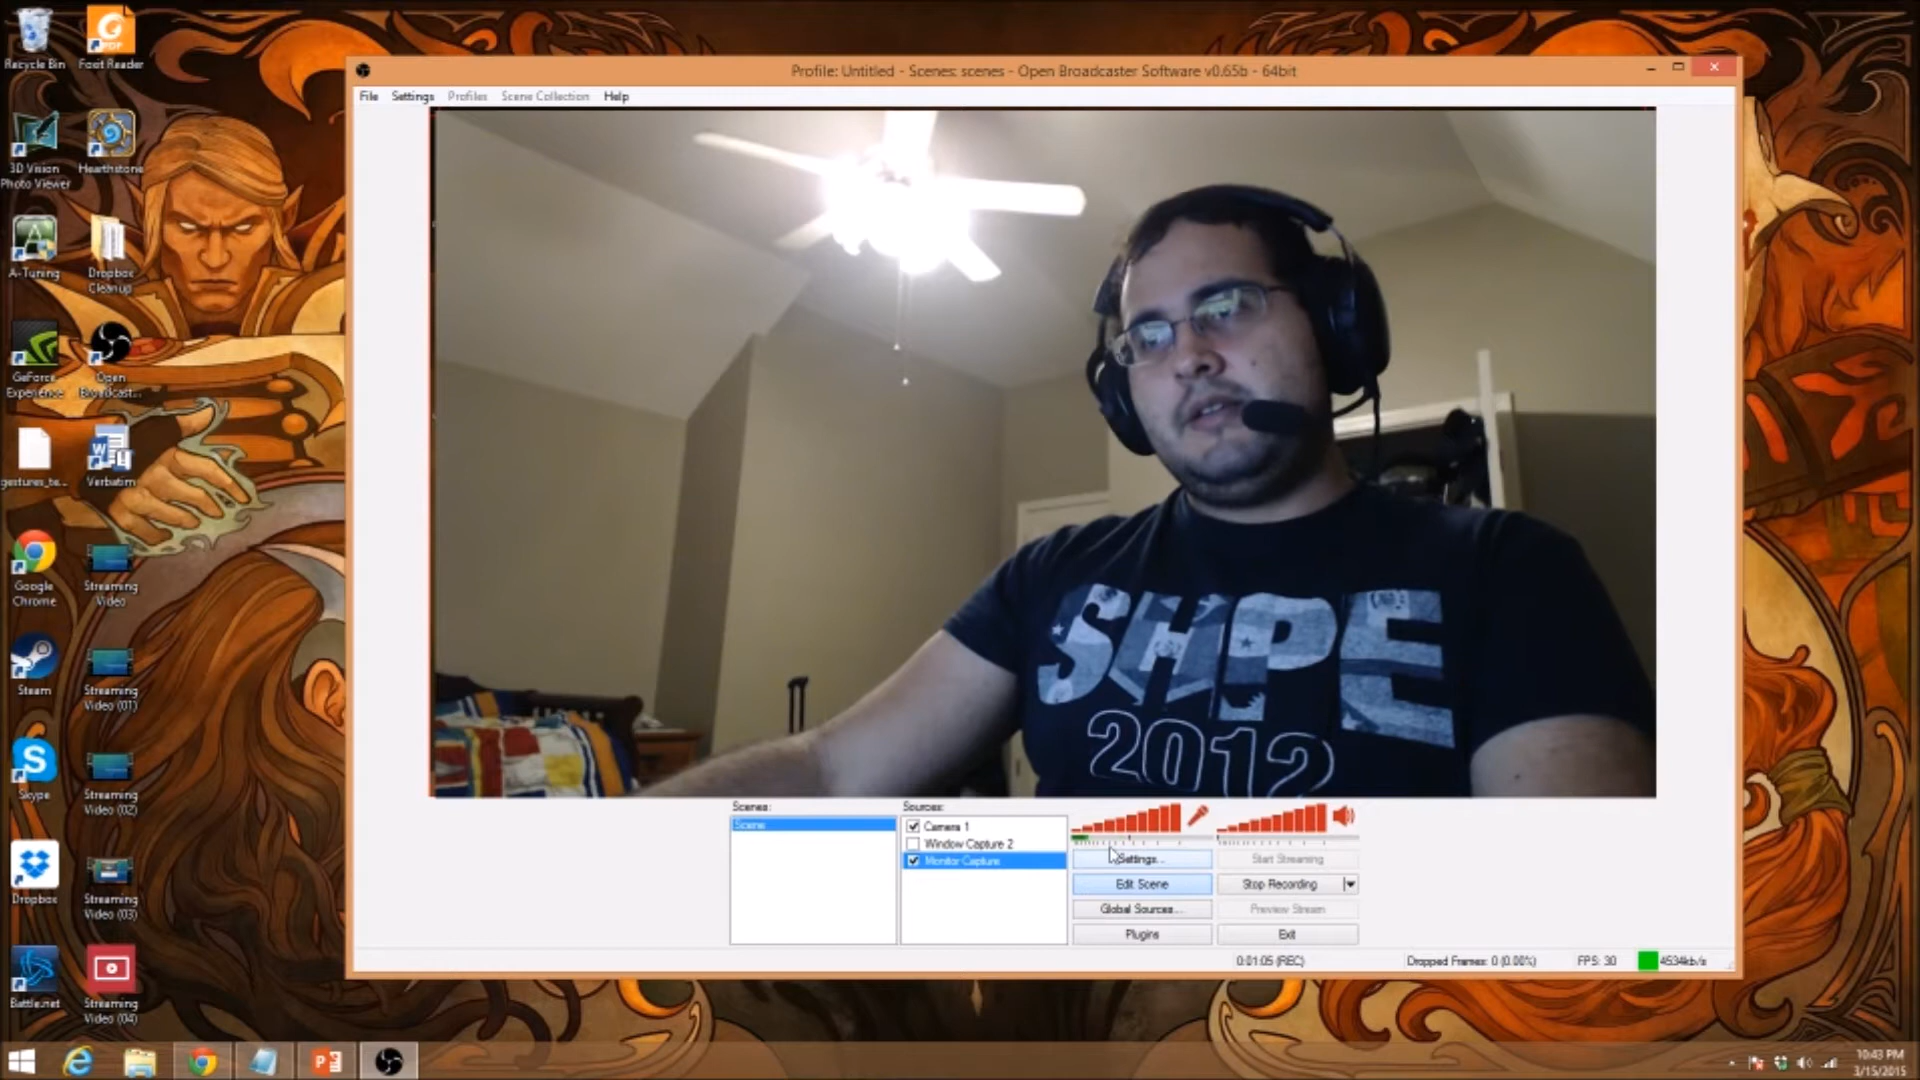 Recycle Bin
Foxit Reader
3D Vision
Photo Viewer
Hearthstone
A-Tuning
Dropbox
Cleanup
GeForce
Experience
Open
Broadcast...
gestures_te...
Verbatim
Google
Chrome
Streaming
Video
Steam
Streaming
Video (01)
Skype
Streaming
Video (02)
Dropbox
Streaming
Video (03)
Battle.net
Streaming
Video (04)
Profile: Untitled - Scenes: scenes - Open Broadcaster Software v0.65b - 64bit
File Settings Profiles Scene Collection Help
SHPE
2012
Scenes:
Scene
Sources:
Camera 1
Window Capture 2
Monitor Capture
Settings...
Start Streaming
Edit Scene
Stop Recording
Global Sources...
Preview Stream
Plugins
Exit
0:01:05 (REC)
Dropped Frames: 0 (0.00%)
FPS: 30
4534kb/s
10:43 PM
3/15/2015